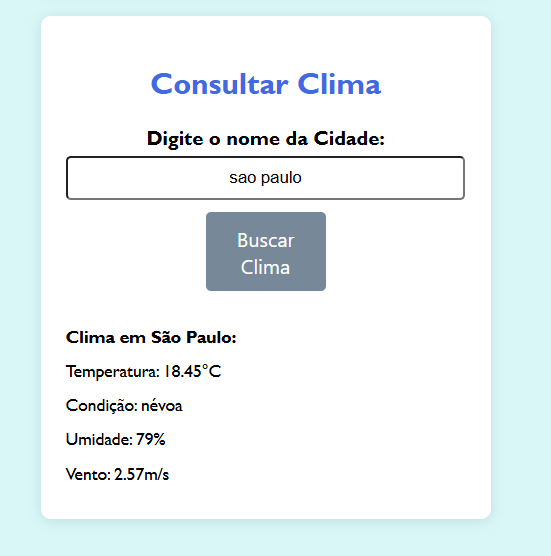 Consultar Clima
Digite o nome da Cidade:
sao paulo
Buscar
Clima
Clima em São Paulo:
Temperatura: 18.45°C
Condição: névoa
Umidade: 79%
Vento: 2.57m/s